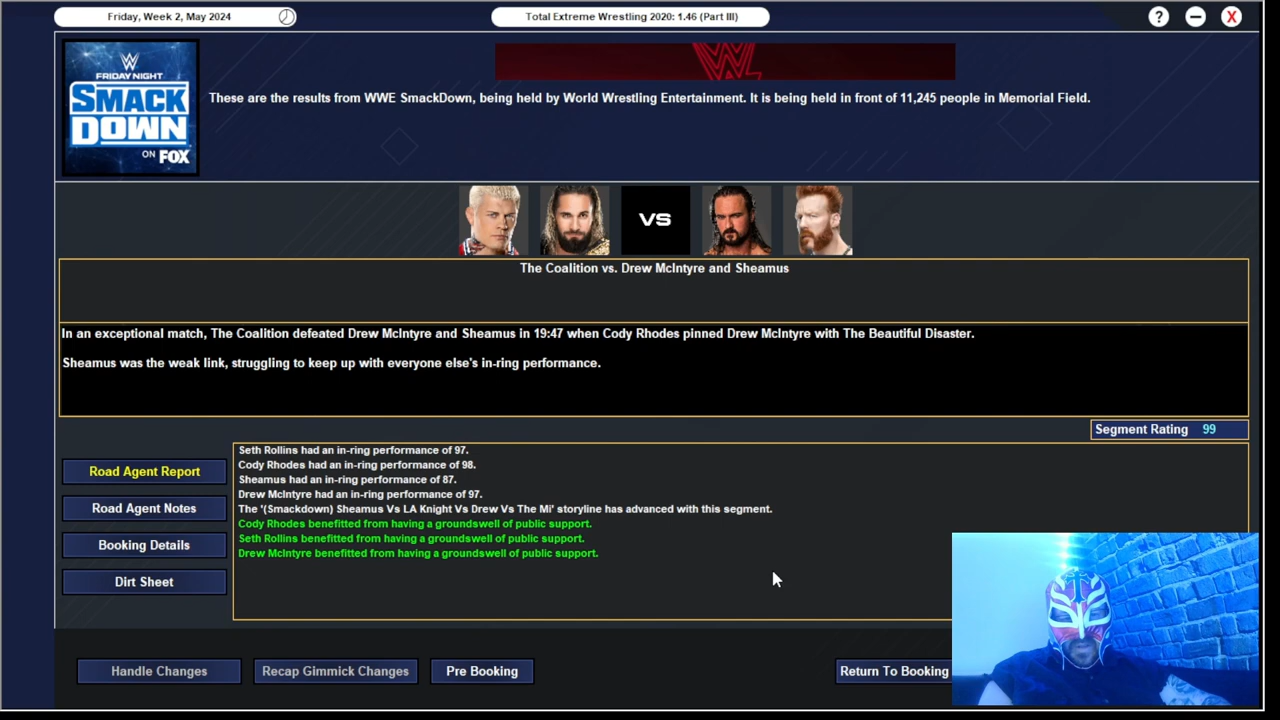 Friday, Week 2, May 2024
Total Extreme Wrestling 2020: 1.46 (Part III)
?
X
W
FRIDAY NIGHT
SMACK
DOWN
ON FOX
These are the results from WWE SmackDown, being held by World Wrestling Entertainment. It is being held in front of 11,245 people in Memorial Field.
VS
The Coalition vs. Drew McIntyre and Sheamus
In an exceptional match, The Coalition defeated Drew McIntyre and Sheamus in 19:47 when Cody Rhodes pinned Drew McIntyre with The Beautiful Disaster.
Sheamus was the weak link, struggling to keep up with everyone else's in-ring performance.
Segment Rating 99
Road Agent Report
Road Agent Notes
Booking Details
Dirt Sheet
Seth Rollins had an in-ring performance of 97.
Cody Rhodes had an in-ring performance of 98.
Sheamus had an in-ring performance of 87.
Drew McIntyre had an in-ring performance of 97.
The '(Smackdown) Sheamus Vs LA Knight Vs Drew Vs The Mi' storyline has advanced with this segment.
Cody Rhodes benefitted from having a groundswell of public support.
Seth Rollins benefitted from having a groundswell of public support.
Drew McIntyre benefitted from having a groundswell of public support.
Handle Changes
Recap Gimmick Changes
Pre Booking
Return To Booking